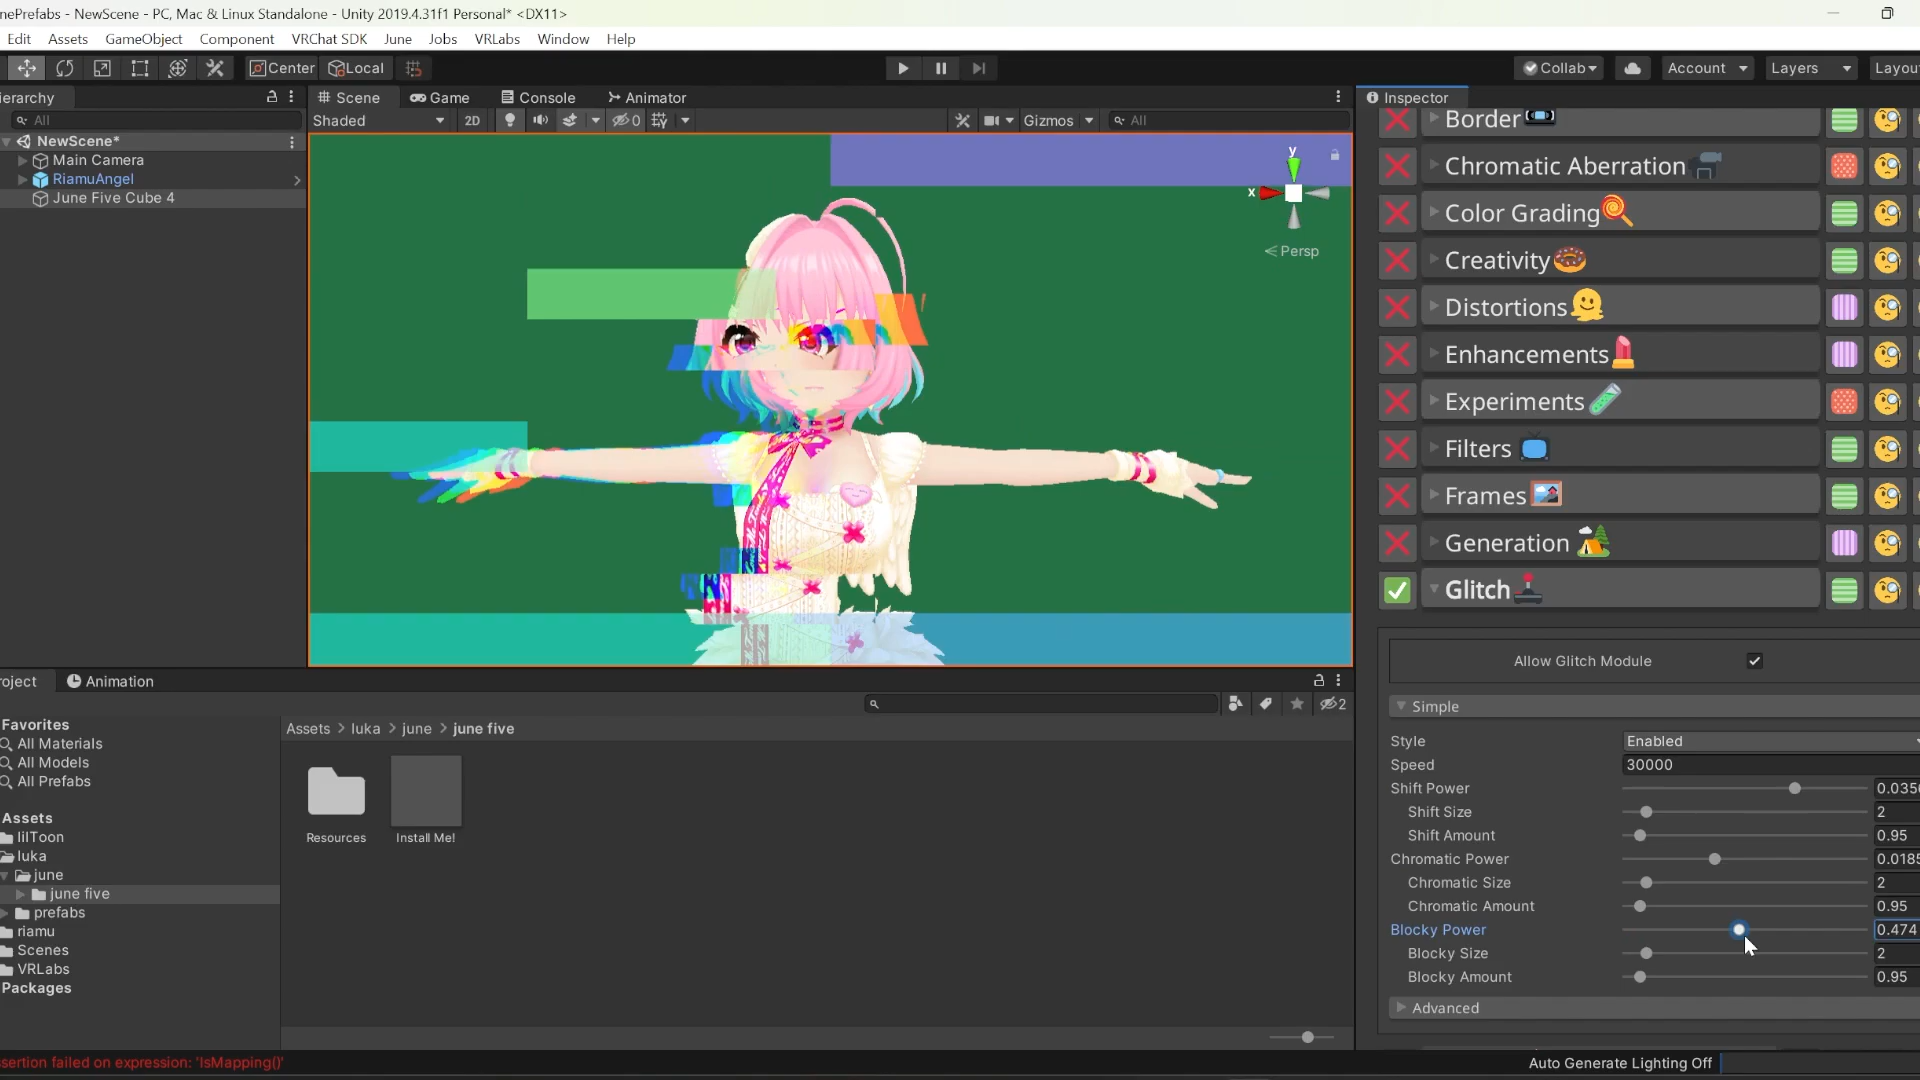 nePrefabs - NewScene - PC, Mac & Linux Standalone - Unity 2019.4.31f1 Personal* <DX11>
Edit Assets GameObject Component VRChat SDK June Jobs VRLabs Window Help
Center Local Collab Account Layers Layou
ierarchy
All
NewScene*
Main Camera
RiamuAngel
June Five Cube 4
Scene Game Console Animator
Shaded 2D 0 Gizmos All
y
x
Persp
Inspector
Border
Chromatic Aberration
Color Grading
Creativity
Distortions
Enhancements
Experiments
Filters
Frames
Generation
Glitch
Allow Glitch Module
Simple
Style Enabled
Speed 30000
Shift Power 0.035
Shift Size 2
Shift Amount 0.95
Chromatic Power 0.0185
Chromatic Size 2
Chromatic Amount 0.95
Blocky Power 0.474
Blocky Size 2
Blocky Amount 0.95
Advanced
oject Animation
2
Favorites
All Materials
All Models
All Prefabs
Assets
lilToon
luka
june
june five
prefabs
riamu
Scenes
VRLabs
Packages
Assets > luka > june > june five
Resources Install Me!
sertion failed on expression: 'IsMapping()'
Auto Generate Lighting Off